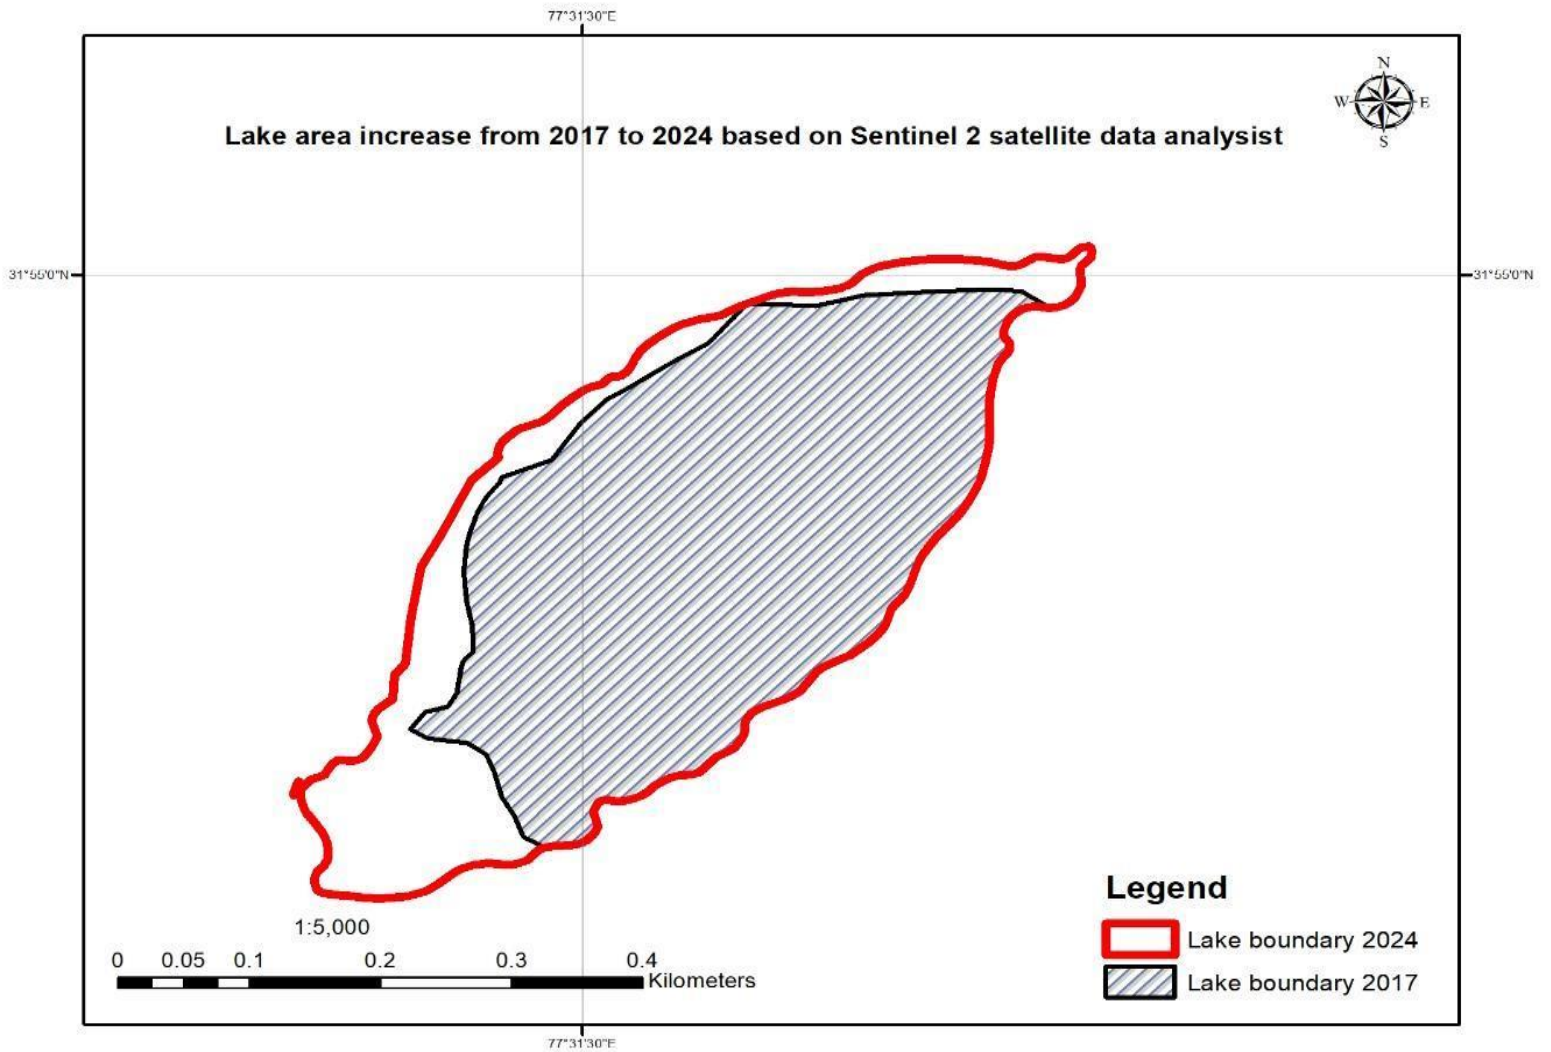 77°31'30"E
N
W E
S
Lake area increase from 2017 to 2024 based on Sentinel 2 satellite data analysist
31°55'0"N
31°55'0"N
Legend
Lake boundary 2024
Lake boundary 2017
1:5,000
0 0.05 0.1 0.2 0.3 0.4
Kilometers
77°31'30"E